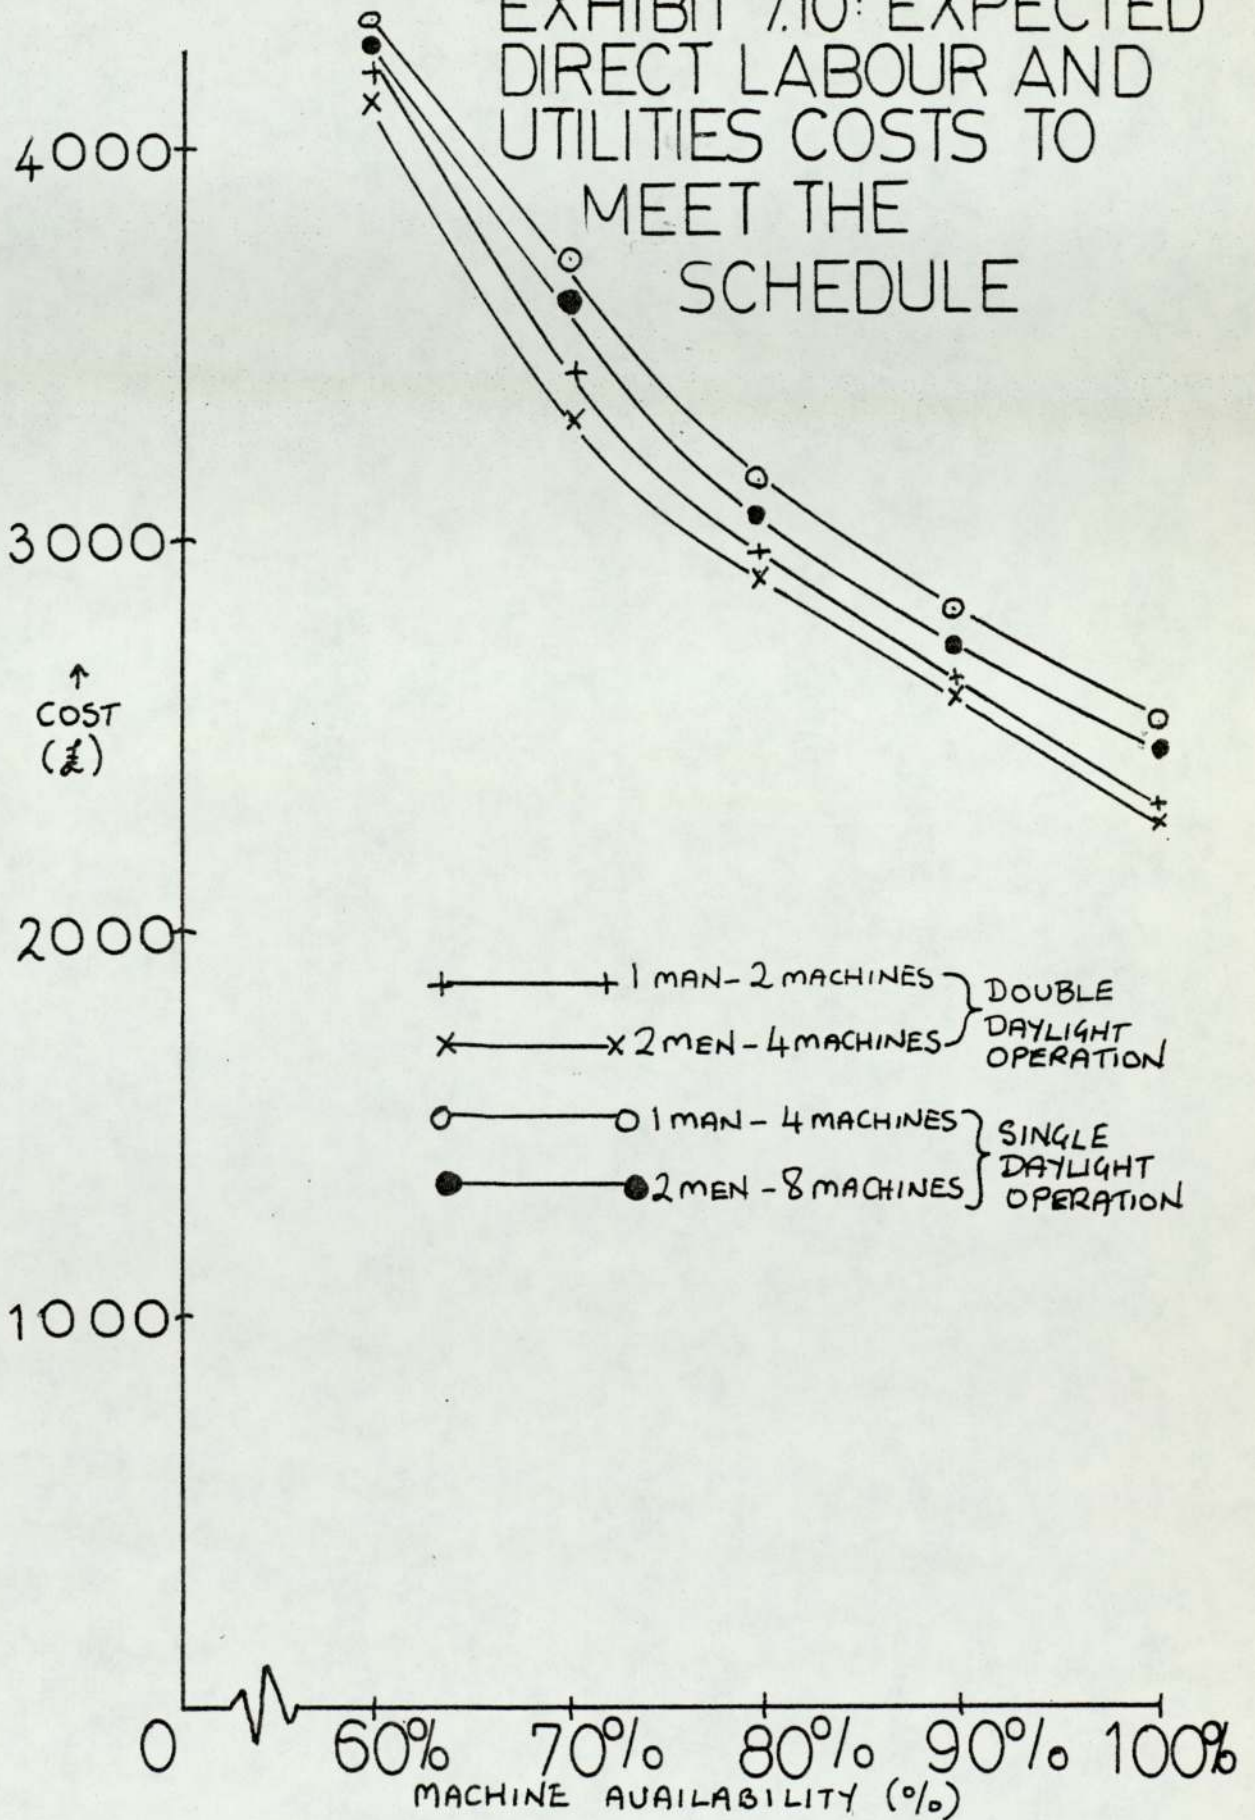 EXHIBIT 7.10: EXPECTED
DIRECT LABOUR AND
UTILITIES COSTS TO
MEET THE
SCHEDULE
4000
3000
↑
COST
(£)
2000
1 MAN - 2 MACHINES
2 MEN - 4 MACHINES
DOUBLE
DAYLIGHT
OPERATION
1 MAN - 4 MACHINES
2 MEN - 8 MACHINES
SINGLE
DAYLIGHT
OPERATION
1000
0 60% 70% 80% 90% 100%
MACHINE AVAILABILITY (%)